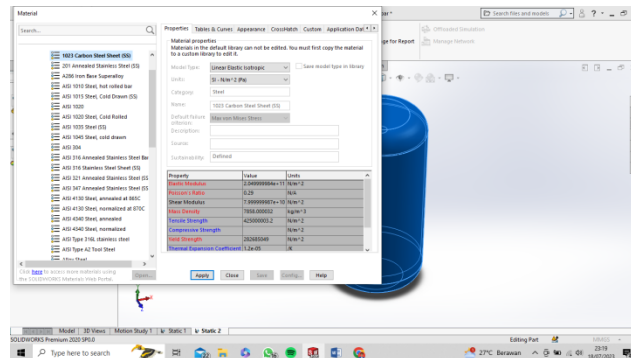 Material
Search files and models
Search...
Properties Tables & Curves Appearance CrossHatch Custom Application Dat
Offloaded Simulation
Manage Network
ge for Report
Material properties
Materials in the default library can not be edited. You must first copy the material
to a custom library to edit it.
1023 Carbon Steel Sheet (SS)
201 Annealed Stainless Steel (SS)
A286 Iron Base Superalloy
AISI 1010 Steel, hot rolled bar
AISI 1015 Steel, Cold Drawn (SS)
AISI 1020
AISI 1020 Steel, Cold Rolled
AISI 1035 Steel (SS)
AISI 1045 Steel, cold drawn
AISI 304
AISI 316 Annealed Stainless Steel Bar
AISI 316 Stainless Steel Sheet (SS)
AISI 321 Annealed Stainless Steel (SS
AISI 347 Annealed Stainless Steel (SS
AISI 4130 Steel, annealed at 865C
AISI 4130 Steel, normalized at 870C
AISI 4340 Steel, annealed
AISI 4340 Steel, normalized
AISI Type 316L stainless steel
AISI Type A2 Tool Steel
Alloy Steel
Model Type: Linear Elastic Isotropic Save model type in library
Units: SI - N/m^2 (Pa)
Category: Steel
Name: 1023 Carbon Steel Sheet (SS)
Default failure
criterion: Max von Mises Stress
Description:
Source:
Sustainability: Defined
Property Value Units
Elastic Modulus 2.049999984e+11 N/m^2
Poisson's Ratio 0.29 N/A
Shear Modulus 7.999999987e+10 N/m^2
Mass Density 7858.000032 kg/m^3
Tensile Strength 425000003.2 N/m^2
Compressive Strength N/m^2
Yield Strength 282685049 N/m^2
Thermal Expansion Coefficient 1.2e-05 /K
Click here to access more materials using
the SOLIDWORKS Materials Web Portal.
Open...
Apply Close Save Config... Help
Model 3D Views Motion Study 1 Static 1 Static 2
SOLIDWORKS Premium 2020 SP0.0
Editing Part
MMGS
Type here to search
27°C Berawan
23:19
18/07/2023